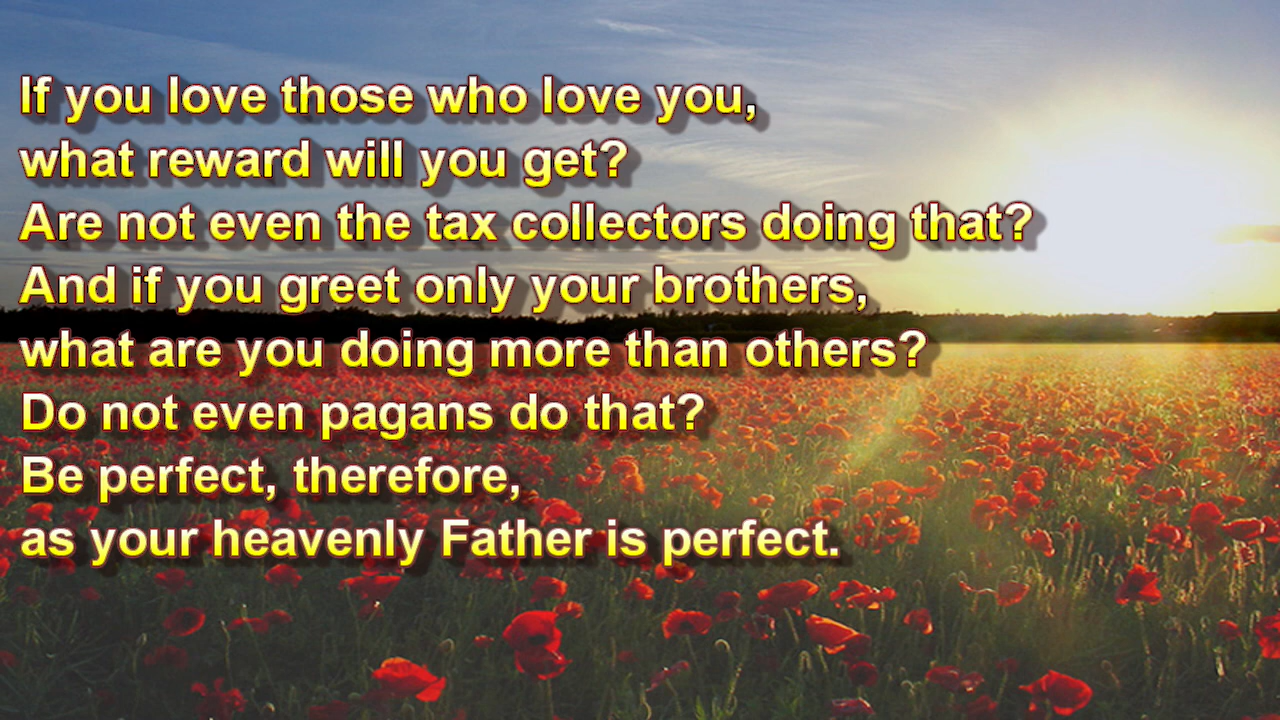 If you love those who love you,
what reward will you get?
Are not even the tax collectors doing that?
And if you greet only your brothers,
what are you doing more than others?
Do not even pagans do that?
Be perfect, therefore,
as your heavenly Father is perfect.